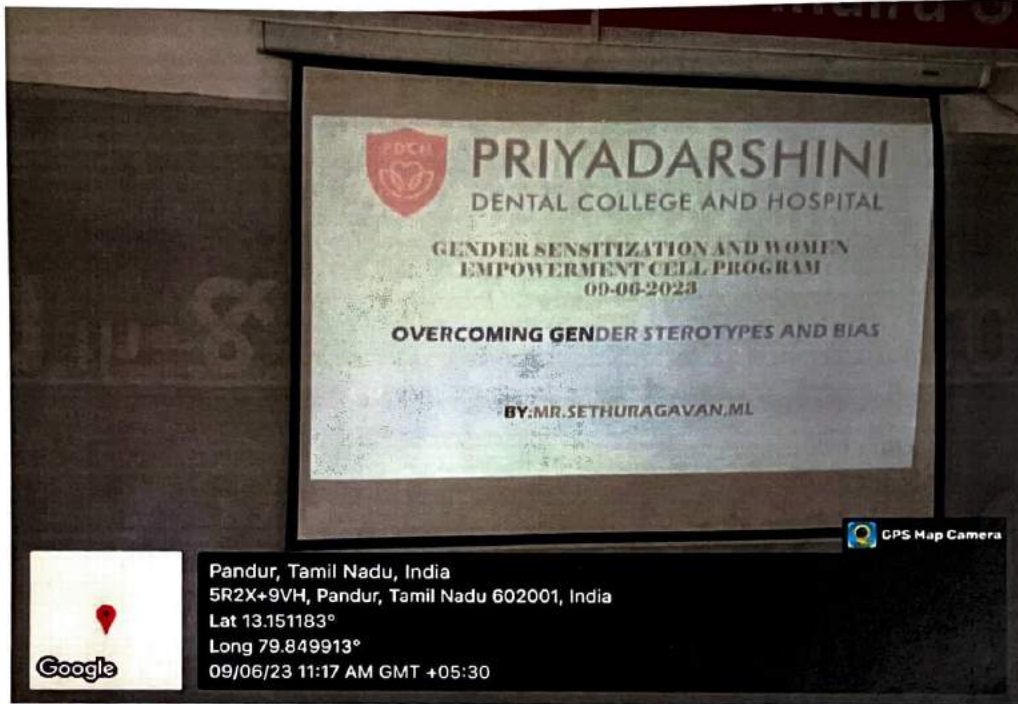 PDCH
PRIYADARSHINI
DENTAL COLLEGE AND HOSPITAL
GENDER SENSITIZATION AND WOMEN
EMPOWERMENT CELL PROGRAM
09-06-2023
OVERCOMING GENDER STEROTYPES AND BIAS
BY:MR.SETHURAGAVAN,ML
GPS Map Camera
Google
Pandur, Tamil Nadu, India
5R2X+9VH, Pandur, Tamil Nadu 602001, India
Lat 13.151183°
Long 79.849913°
09/06/23 11:17 AM GMT +05:30